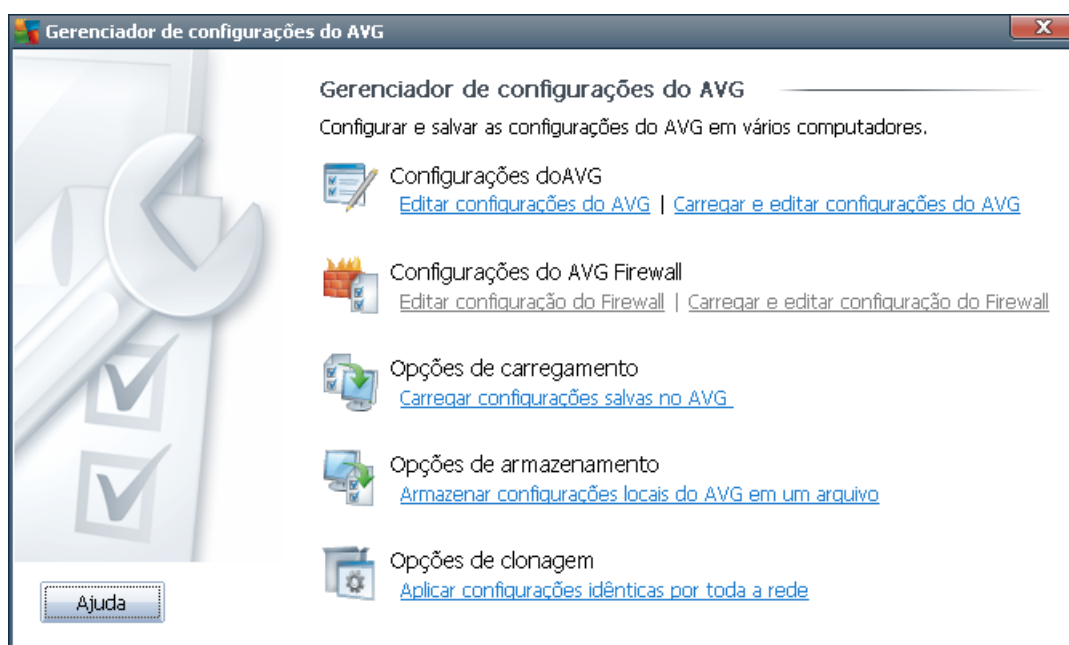 Gerenciador de configurações do AVG
Gerenciador de configurações do AVG
Configurar e salvar as configurações do AVG em vários computadores.
Configurações doAVG
Editar configurações do AVG | Carregar e editar configurações do AVG
Configurações do AVG Firewall
Editar configuração do Firewall | Carregar e editar configuração do Firewall
Opções de carregamento
Carregar configurações salvas no AVG
Opções de armazenamento
Armazenar configurações locais do AVG em um arquivo
Opções de clonagem
Aplicar configurações idênticas por toda a rede
Ajuda